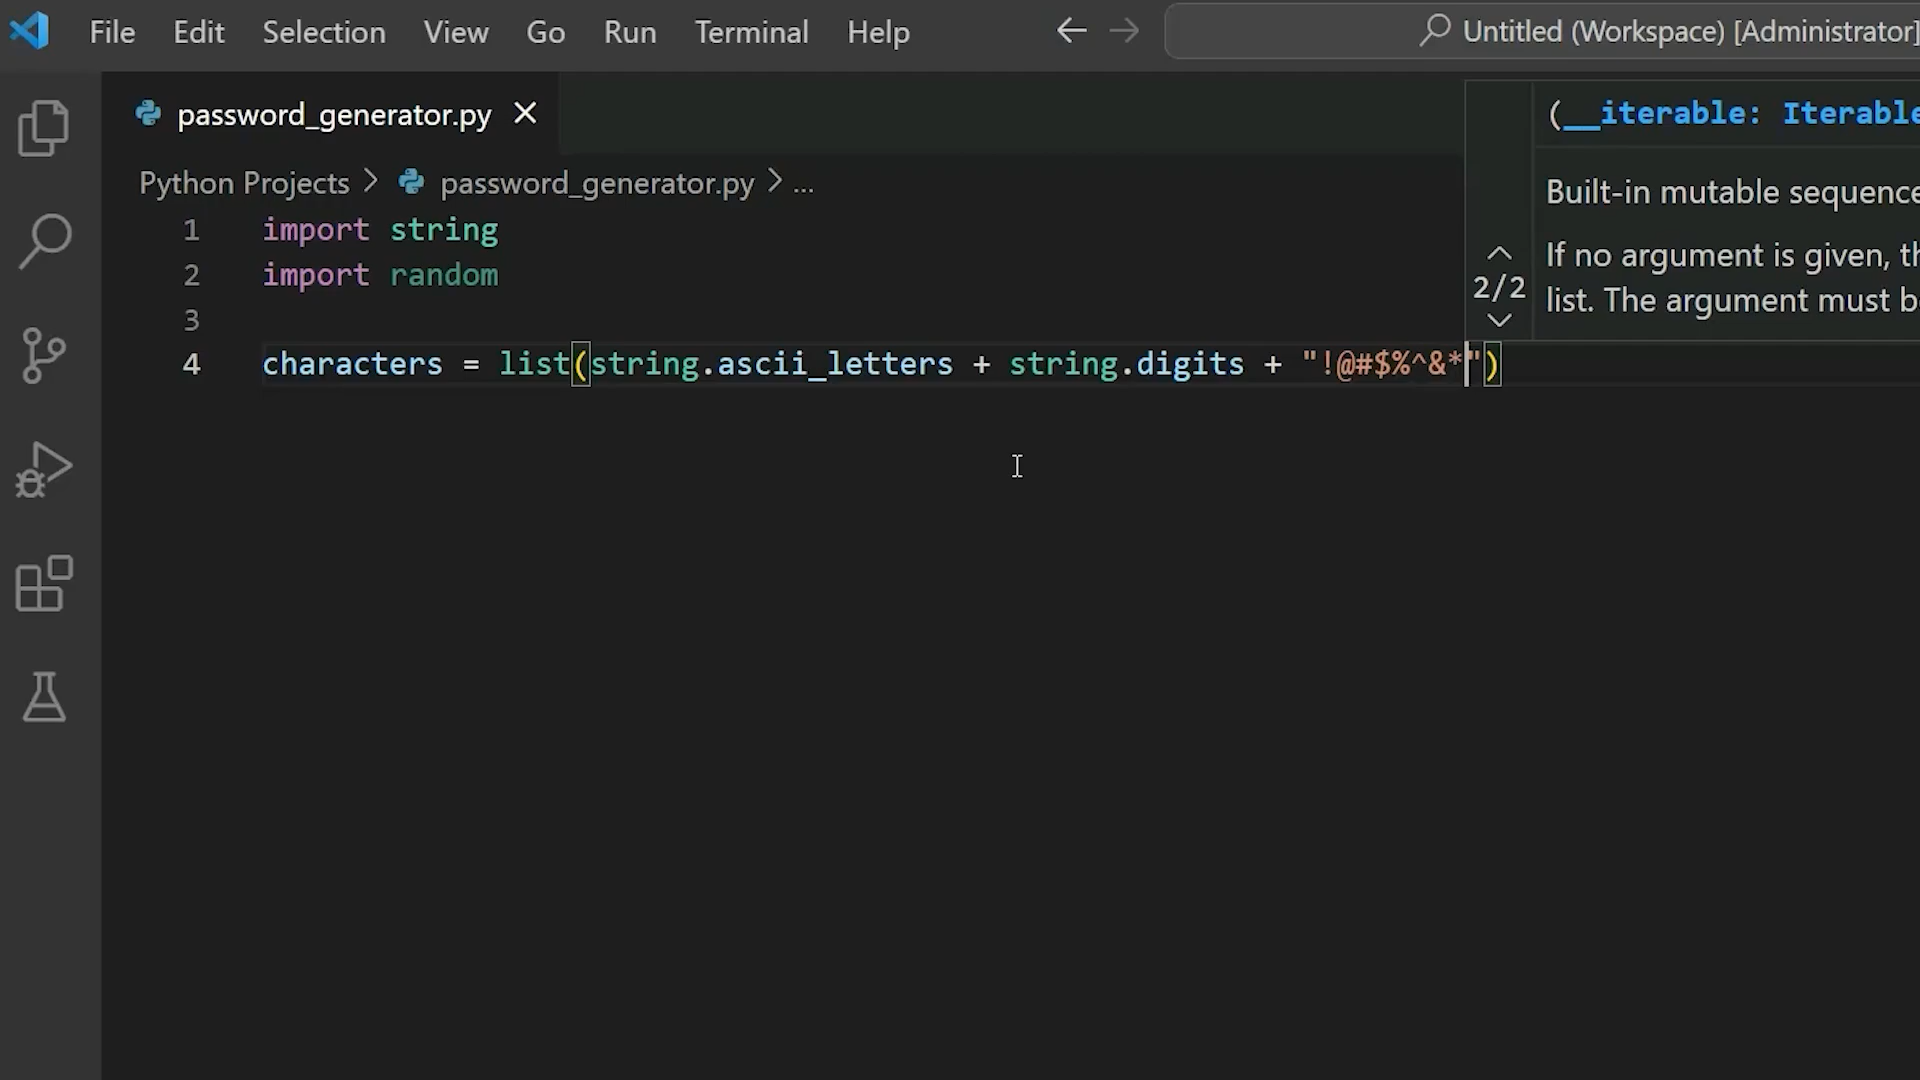 File Edit Selection View Go Run Terminal Help Untitled (Workspace) [Administrator]
password_generator.py
(__iterable: Iterable
Python Projects > password_generator.py > ...
Built-in mutable sequence
If no argument is given, th
2/2
list. The argument must b
1 import string
2 import random
3
4 characters = list(string.ascii_letters + string.digits + "!@#$%^&*")